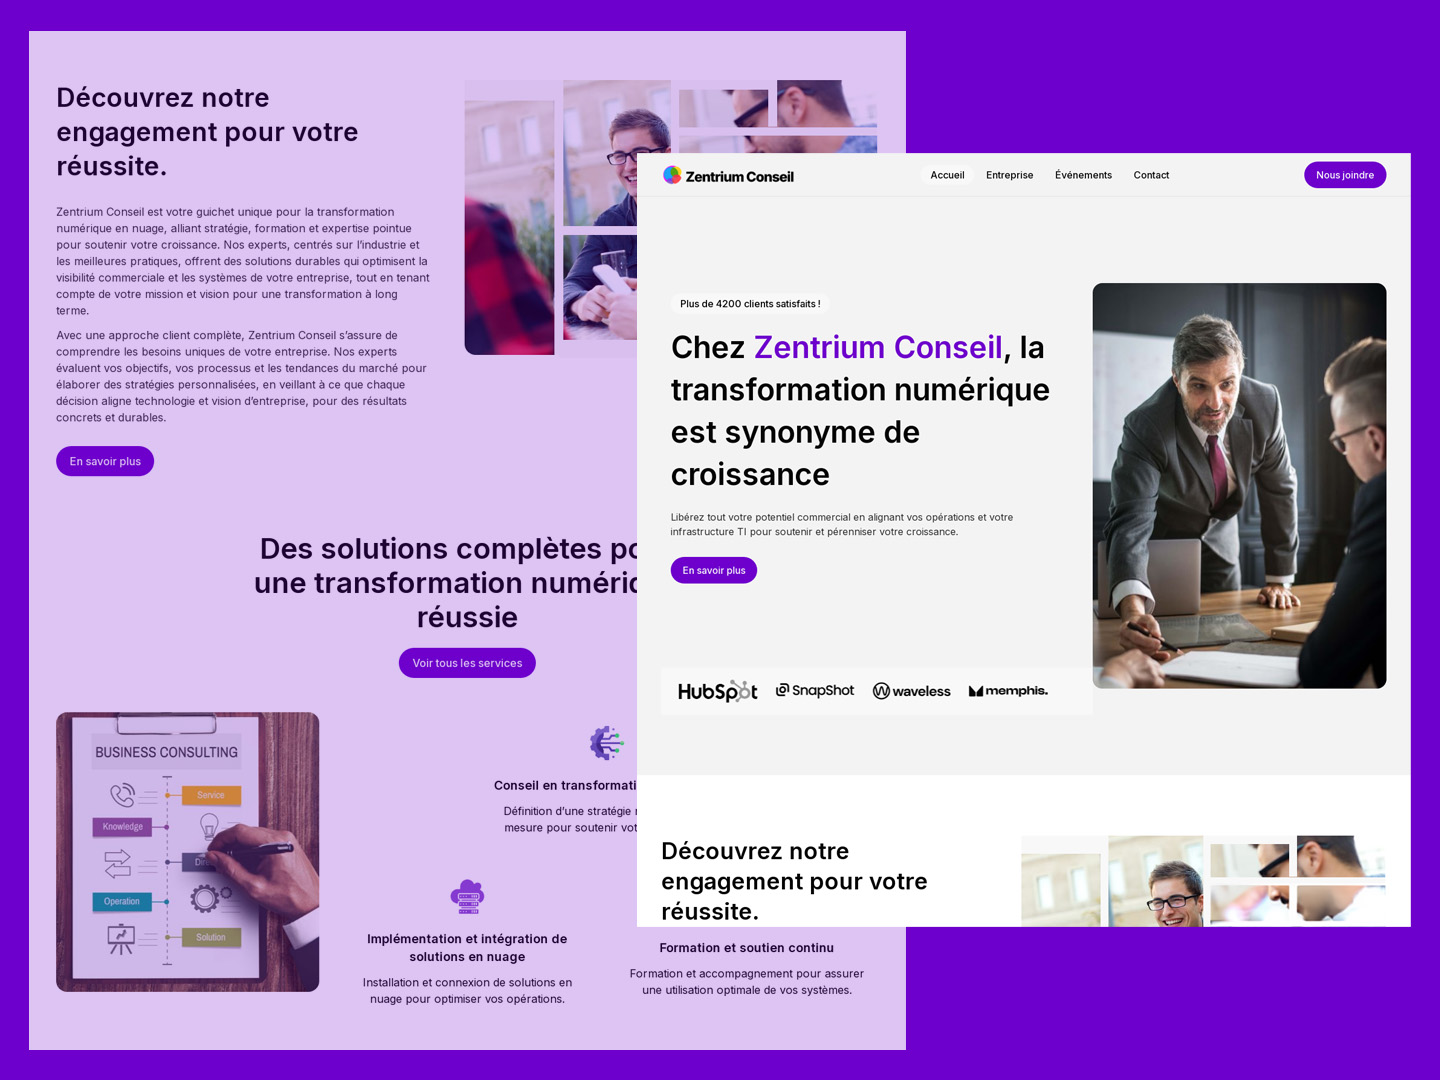 Découvrez notre
engagement pour votre
réussite.
Zentrium Conseil est votre guichet unique pour la transformation
numérique en nuage, alliant stratégie, formation et expertise pointue
pour soutenir votre croissance. Nos experts, centrés sur l’industrie et
les meilleures pratiques, offrent des solutions durables qui optimisent la
visibilité commerciale et les systèmes de votre entreprise, tout en tenant
compte de votre mission et vision pour une transformation à long
terme.
Avec une approche client complète, Zentrium Conseil s’assure de
comprendre les besoins uniques de votre entreprise. Nos experts
évaluent vos objectifs, vos processus et les tendances du marché pour
élaborer des stratégies personnalisées, en veillant à ce que chaque
décision aligne technologie et vision d’entreprise, pour des résultats
concrets et durables.
En savoir plus
Des solutions complètes
une transformation
réussie
Voir tous les services
BUSINESS CONSULTING
Service
Knowledge
Operation
Solution
Conseil en
Définition d’une stratégie
mesure pour soutenir
Implémentation et intégration de
solutions en nuage
Installation et connexion de solutions en
nuage pour optimiser vos opérations.
Formation et soutien continu
Formation et accompagnement pour assurer
une utilisation optimale de vos systèmes.
Zentrium Conseil
Accueil
Entreprise
Événements
Contact
Nous joindre
Plus de 4200 clients satisfaits !
Chez Zentrium Conseil, la
transformation numérique
est synonyme de
croissance
Libérez tout votre potentiel commercial en alignant vos opérations et votre
infrastructure TI pour soutenir et pérenniser votre croissance.
En savoir plus
HubSpot
SnapShot
waveless
memphis.
Découvrez notre
engagement pour votre
réussite.